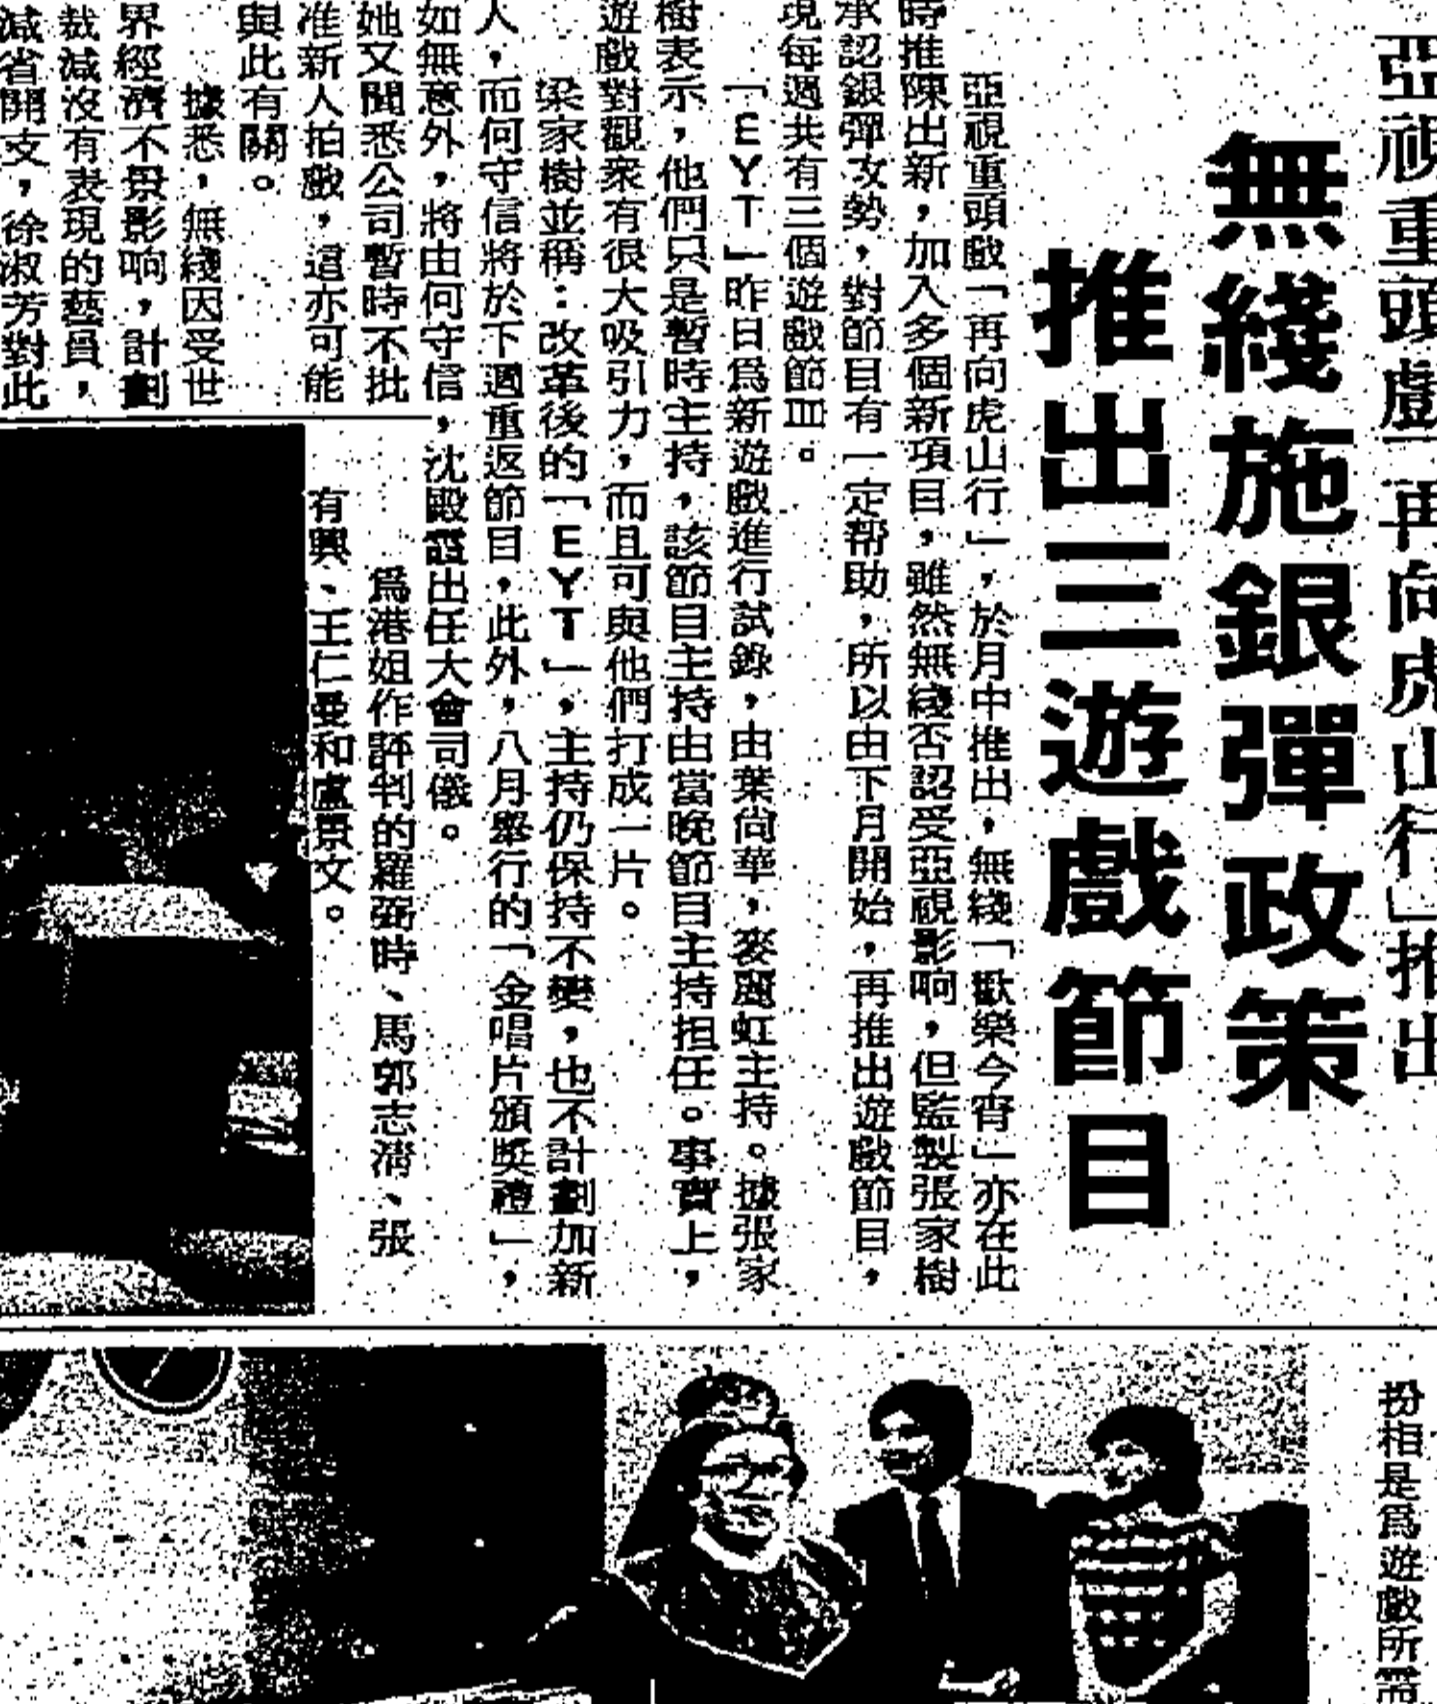 亞視重頭戲「再向虎山行」推出
無綫施銀彈政策
推出三遊戲節目
亞視重頭戲「再向虎山行」，於月中推出，無綫「歡樂今宵」亦在此
時推陳出新，加入多個新項目，雖然無綫否認受亞視影响，但監製張家樹
承認銀彈攻勢，對節目有一定幫助，所以由下月開始，再推出遊戲節目，
現每週共有三個遊戲節皿。
「EYT」昨日爲新遊戲進行試錄，由葉尚華，麥麗虹主持。據張家
樹表示，他們只是暫時主持，該節目主持由當晚節目主持担任。事實上，
遊戲對觀衆有很大吸引力，而且可與他們打成一片。
梁家樹並稱：改革後的「EYT」，主持仍保持不變，也不計劃加新
人，而何守信將於下週重返節目，此外，八月舉行的「金唱片頒獎禮」，
如無意外，將由何守信，沈殿霞出任大會司儀。
爲港姐作評判的羅弼時、馬郭志淸、張
有興、王仁曼和盧景文。
她又聞悉公司暫時不批
准新人拍戲，這亦可能
與此有關。
據悉，無綫因受世
界經濟不景影响，計劃
裁減沒有表現的藝員，
減省開支，徐淑芳對此
扮相是爲遊戲所需